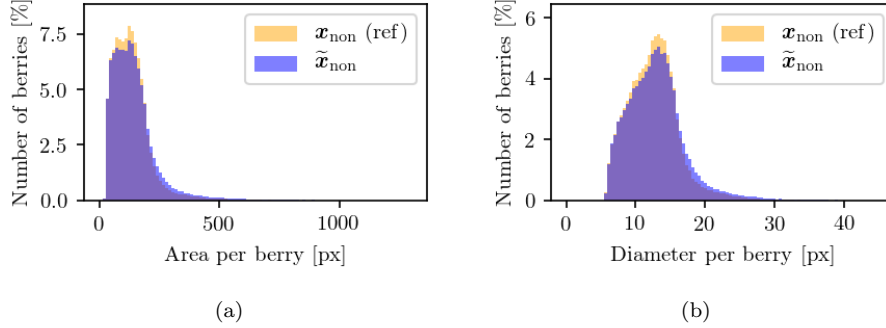 Number of berries [%]
7.5
5.0
2.5
0.0
x_non (ref)
x̃_non
0
500
1000
Area per berry [px]
(a)
Number of berries [%]
6
4
2
0
x_non (ref)
x̃_non
0
10
20
30
40
Diameter per berry [px]
(b)